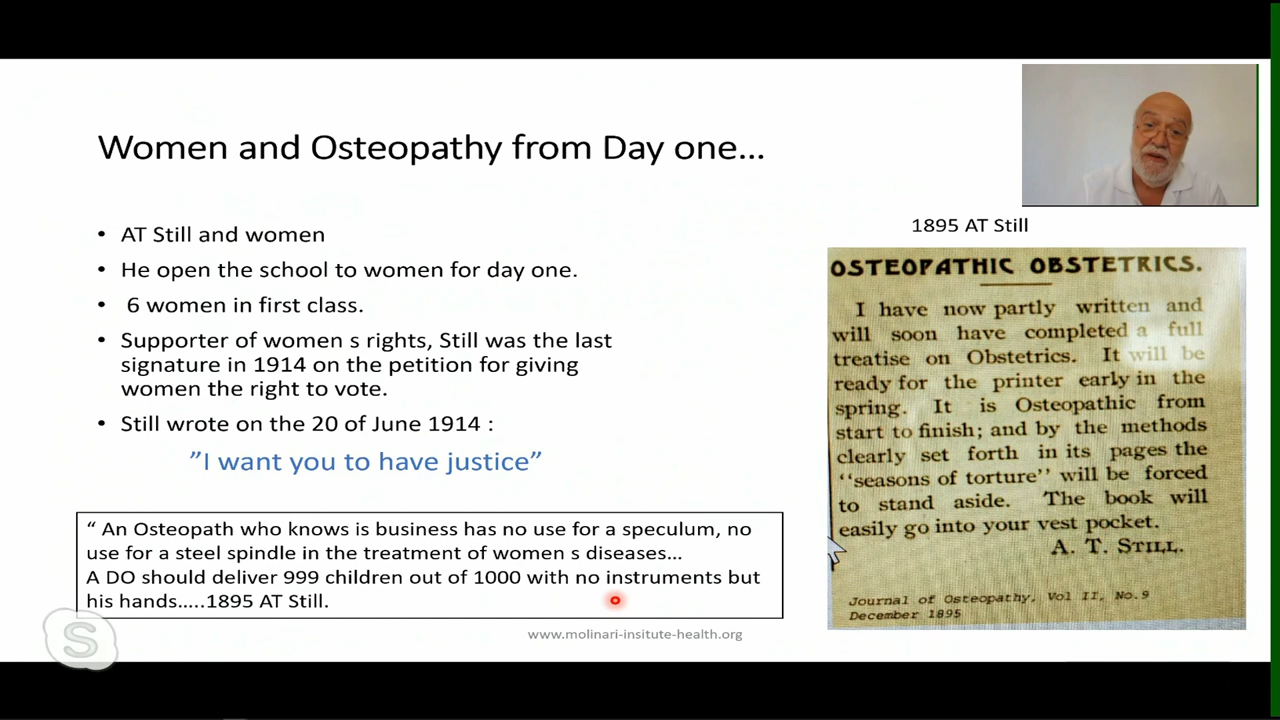 Women and Osteopathy from Day one...
• AT Still and women
• He open the school to women for day one.
• 6 women in first class.
• Supporter of women s rights, Still was the last
signature in 1914 on the petition for giving
women the right to vote.
• Still wrote on the 20 of June 1914 :
”I want you to have justice”
“ An Osteopath who knows is business has no use for a speculum, no
use for a steel spindle in the treatment of women s diseases...
A DO should deliver 999 children out of 1000 with no instruments but
his hands.....1895 AT Still.
www.molinari-insitute-health.org
1895 AT Still
OSTEOPATHIC OBSTETRICS.
I have now partly written and
will soon have completed a full
treatise on Obstetrics. It will be
ready for the printer early in the
spring. It is Osteopathic from
start to finish; and by the methods
clearly set forth in its pages the
‘‘seasons of torture’’ will be forced
to stand aside. The book will
easily go into your vest pocket.
A. T. STILL.
Journal of Osteopathy, Vol II, No.9
December 1895
S